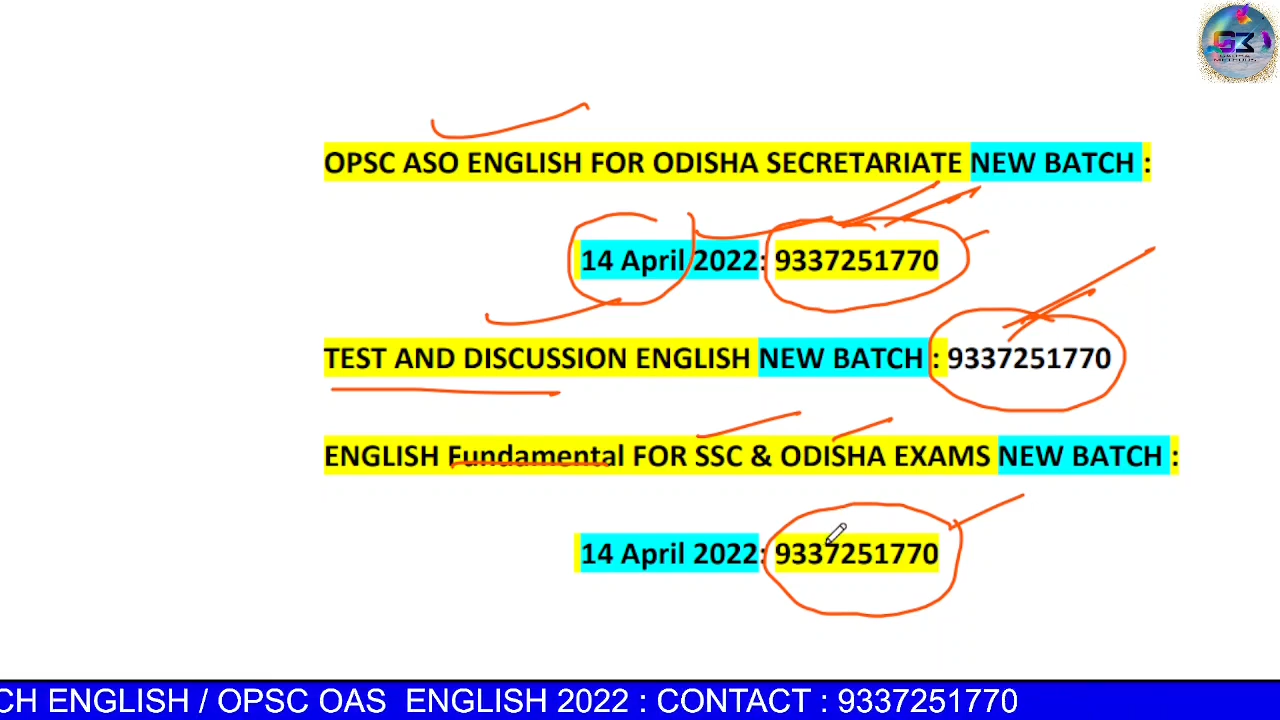 G3
OPSC ASO ENGLISH FOR ODISHA SECRETARIATE NEW BATCH :
14 April 2022: 9337251770
TEST AND DISCUSSION ENGLISH NEW BATCH : 9337251770
ENGLISH Fundamental FOR SSC & ODISHA EXAMS NEW BATCH :
14 April 2022: 9337251770
CH ENGLISH / OPSC OAS ENGLISH 2022 : CONTACT : 9337251770